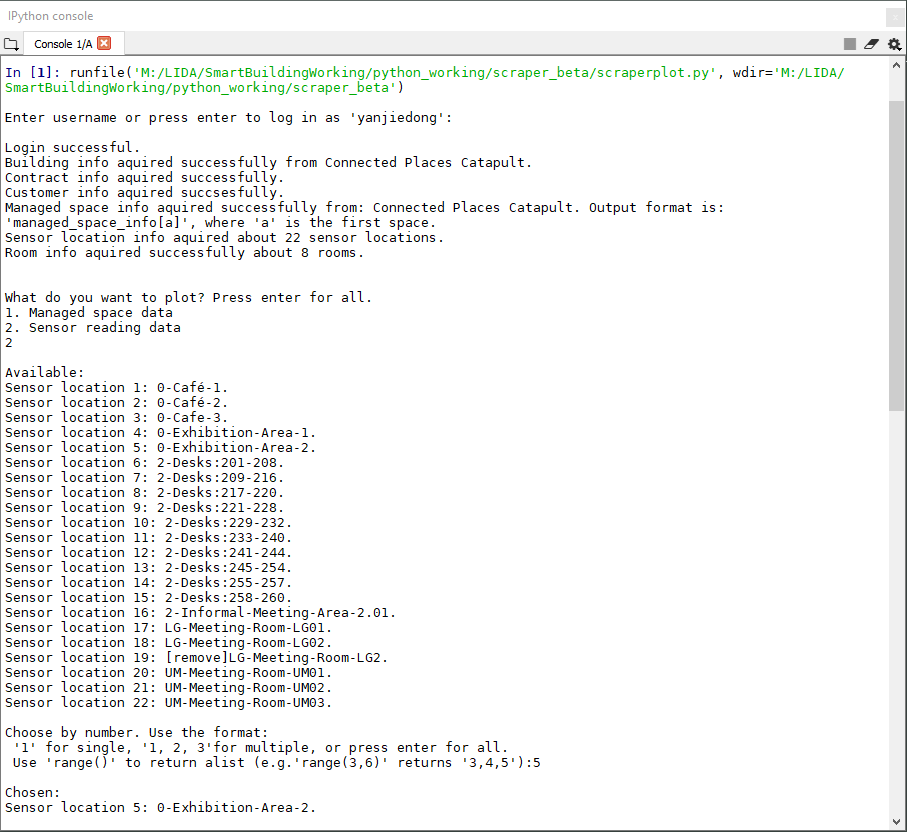 IPython console
Console 1/A
In [1]: runfile('M:/LIDA/SmartBuildingWorking/python_working/scraper_beta/scraperplot.py', wdir='M:/LIDA/
SmartBuildingWorking/python_working/scraper_beta')
Enter username or press enter to log in as 'yanjiedong':
Login successful.
Building info aquired successfully from Connected Places Catapult.
Contract info aquired successfully.
Customer info aquired succsesfully.
Managed space info aqured successfully from: Connected Places Catapult. Output format is:
'managed_space_info[a]', where 'a' is the first space.
Sensor location info aquired about 22 sensor locations.
Room info aquired successfully about 8 rooms.
What do you want to plot? Press enter for all.
1. Managed space data
2. Sensor reading data
2
Available:
Sensor location 1: 0-Café-1.
Sensor location 2: 0-Café-2.
Sensor location 3: 0-Cafe-3.
Sensor location 4: 0-Exhibition-Area-1.
Sensor location 5: 0-Exhibition-Area-2.
Sensor location 6: 2-Desks:201-208.
Sensor location 7: 2-Desks:209-216.
Sensor location 8: 2-Desks:217-220.
Sensor location 9: 2-Desks:221-228.
Sensor location 10: 2-Desks:229-232.
Sensor location 11: 2-Desks:233-240.
Sensor location 12: 2-Desks:241-244.
Sensor location 13: 2-Desks:245-254.
Sensor location 14: 2-Desks:255-257.
Sensor location 15: 2-Desks:258-260.
Sensor location 16: 2-Informal-Meeting-Area-2.01.
Sensor location 17: LG-Meeting-Room-LG01.
Sensor location 18: LG-Meeting-Room-LG02.
Sensor location 19: [remove]LG-Meeting-Room-LG2.
Sensor location 20: UM-Meeting-Room-UM01.
Sensor location 21: UM-Meeting-Room-UM02.
Sensor location 22: UM-Meeting-Room-UM03.
Choose by number. Use the format:
'1' for single, '1, 2, 3'for multiple, or press enter for all.
Use 'range()' to return alist (e.g.'range(3,6)' returns '3,4,5'):5
Chosen:
Sensor location 5: 0-Exhibition-Area-2.